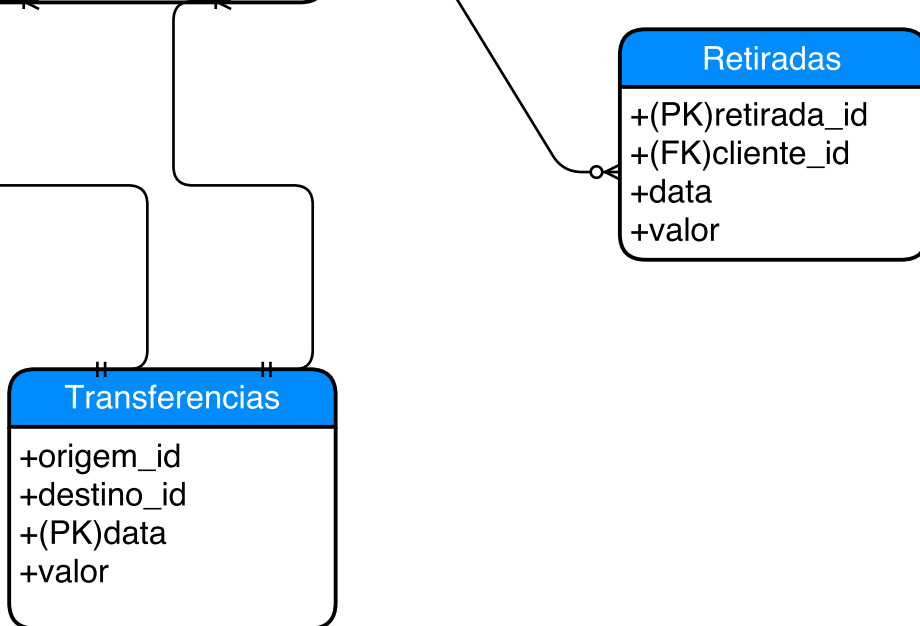 Retiradas
+(PK)retirada_id
+(FK)cliente_id
+data
+valor
Transferencias
+origem_id
+destino_id
+(PK)data
+valor